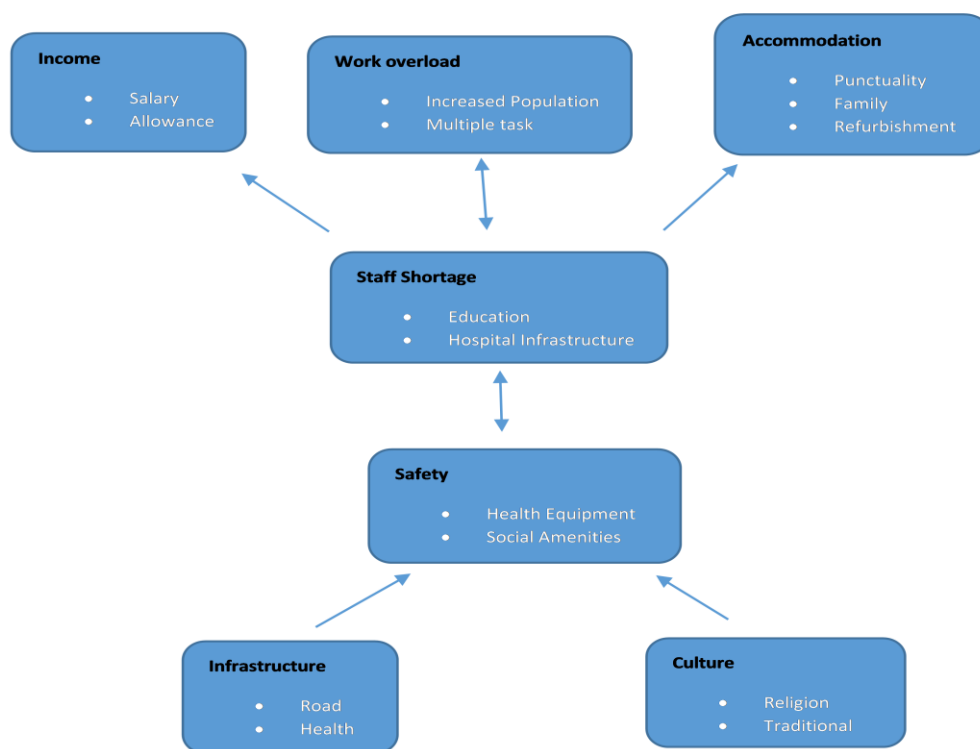 Income
Salary
Allowance
Work overload
Increased Population
Multiple task
Accommodation
Punctuality
Family
Refurbishment
Staff Shortage
Education
Hospital Infrastructure
Safety
Health Equipment
Social Amenities
Infrastructure
Road
Health
Culture
Religion
Traditional